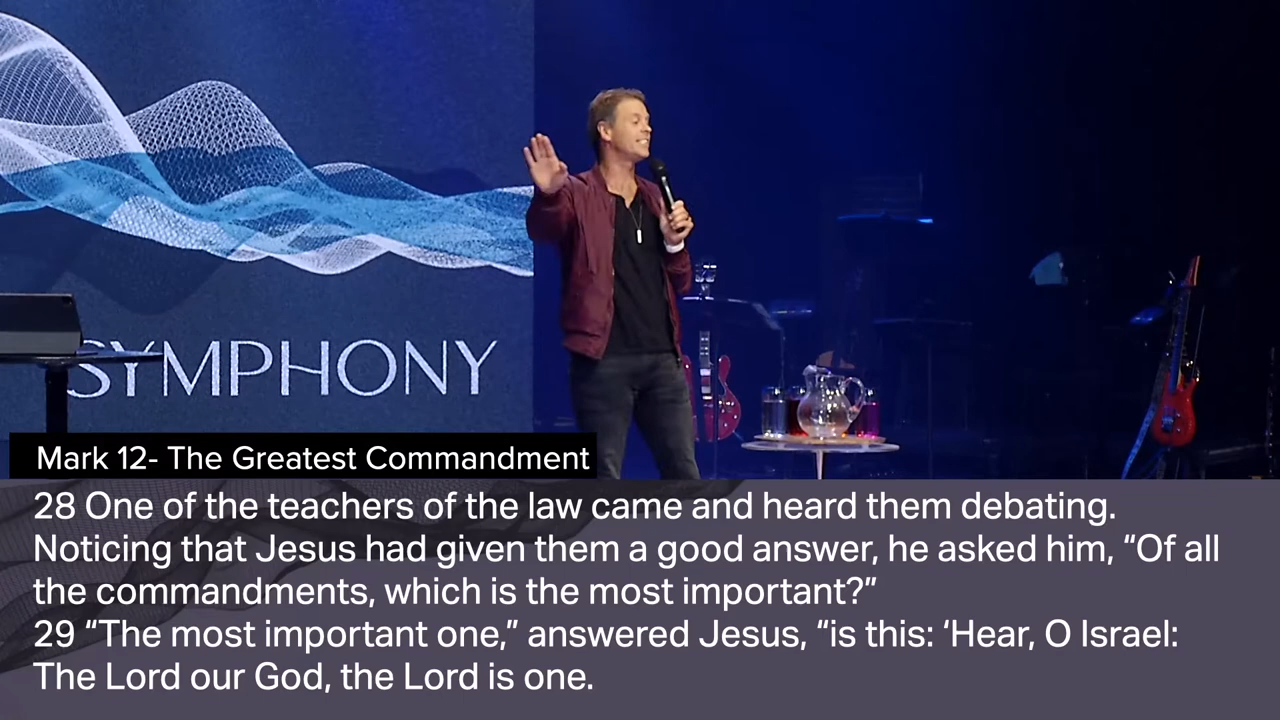 SYMPHONY
Mark 12- The Greatest Commandment
28 One of the teachers of the law came and heard them debating.
Noticing that Jesus had given them a good answer, he asked him, “Of all
the commandments, which is the most important?”
29 “The most important one,” answered Jesus, “is this: ‘Hear, O Israel:
The Lord our God, the Lord is one.